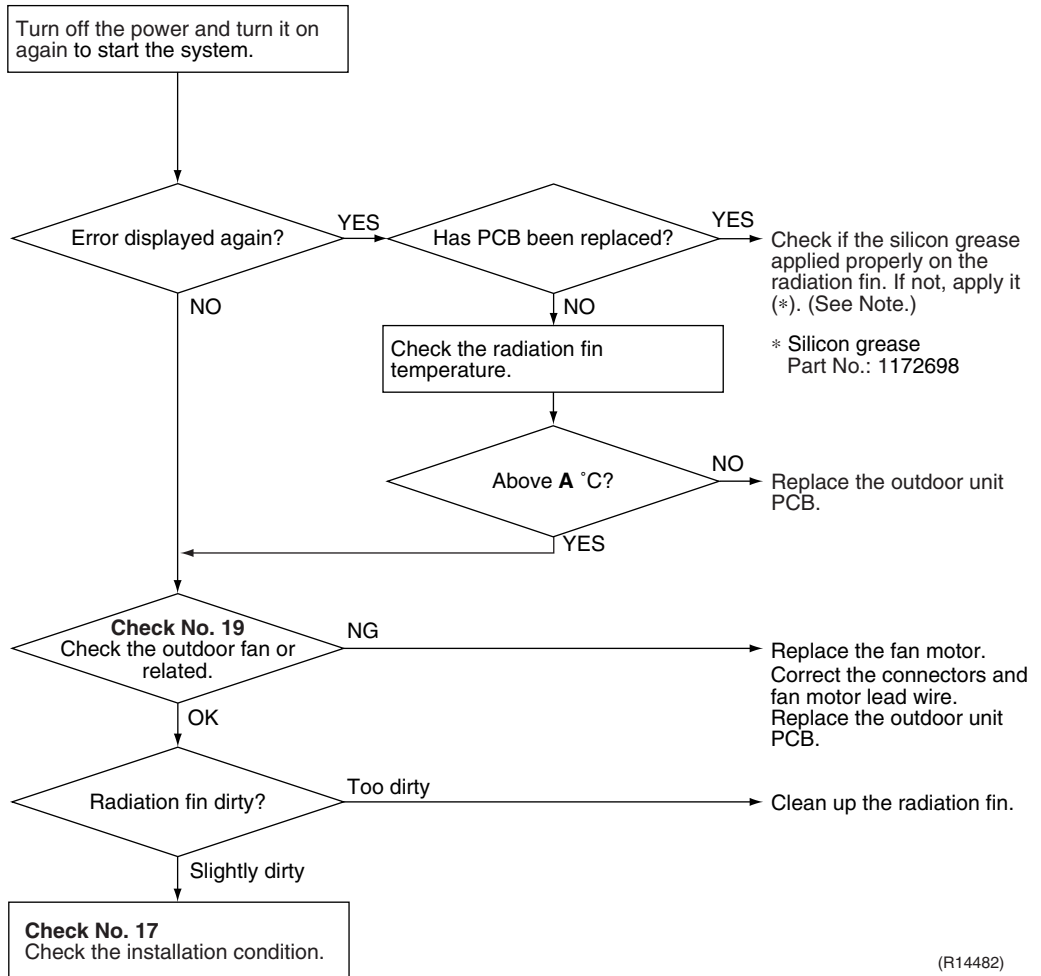 Turn off the power and turn it on
again to start the system.
Error displayed again?
YES
Has PCB been replaced?
YES
Check if the silicon grease
applied properly on the
radiation fin. If not, apply it
(*). (See Note.)
* Silicon grease
Part No.: 1172698
NO
NO
Check the radiation fin
temperature.
Above A °C?
NO
Replace the outdoor unit
PCB.
YES
Check No. 19
Check the outdoor fan or
related.
NG
Replace the fan motor.
Correct the connectors and
fan motor lead wire.
Replace the outdoor unit
PCB.
OK
Radiation fin dirty?
Too dirty
Clean up the radiation fin.
Slightly dirty
Check No. 17
Check the installation condition.
(R14482)